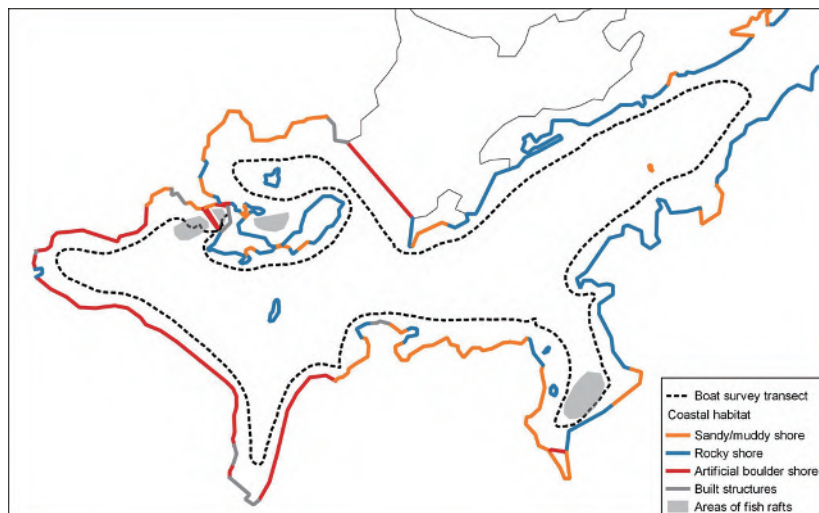 Boat survey transect
Coastal habitat
Sandy/muddy shore
Rocky shore
Artificial boulder shore
Built structures
Areas of fish rafts